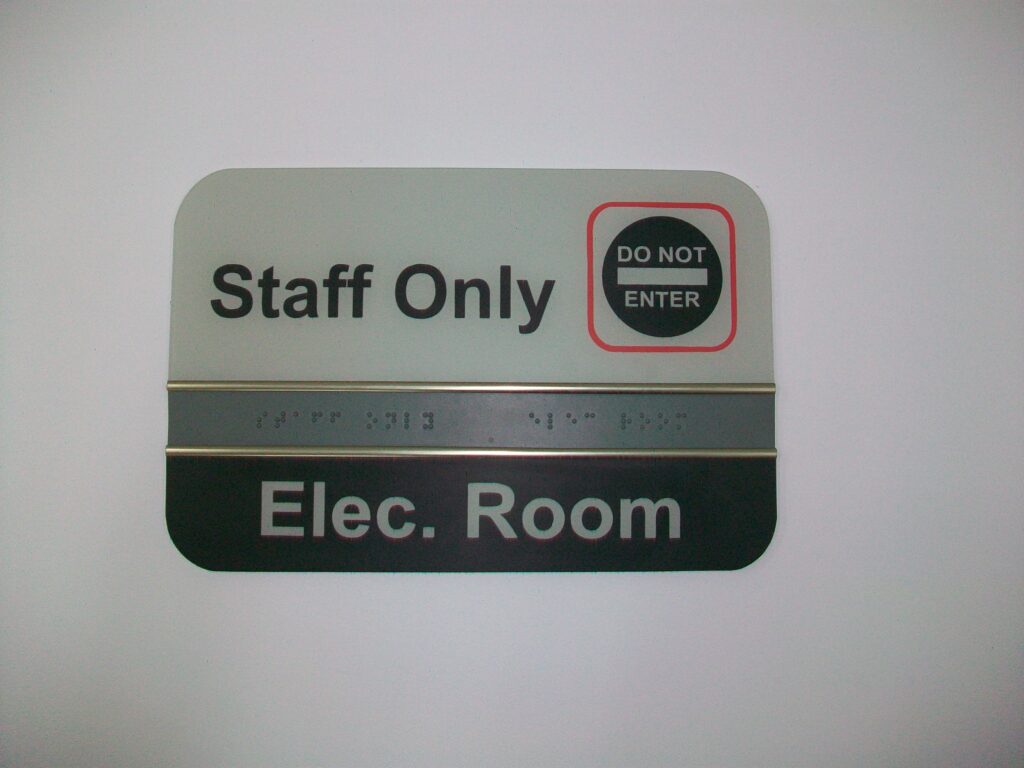 Staff Only
DO NOT
ENTER
Elec. Room